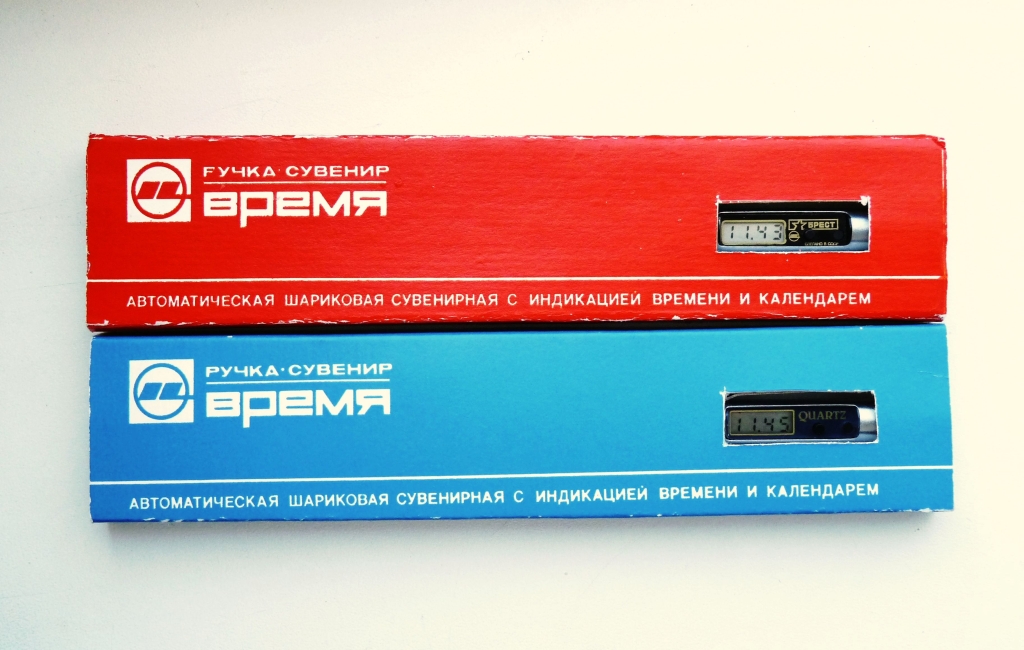 РУЧКА·СУВЕНИР
время
11.43
БРЕСТ
АВТОМАТИЧЕСКАЯ ШАРИКОВАЯ СУВЕНИРНАЯ С ИНДИКАЦИЕЙ ВРЕМЕНИ И КАЛЕНДАРЕМ
РУЧКА·СУВЕНИР
время
11.45
QUARTZ
АВТОМАТИЧЕСКАЯ ШАРИКОВАЯ СУВЕНИРНАЯ С ИНДИКАЦИЕЙ ВРЕМЕНИ И КАЛЕНДАРЕМ